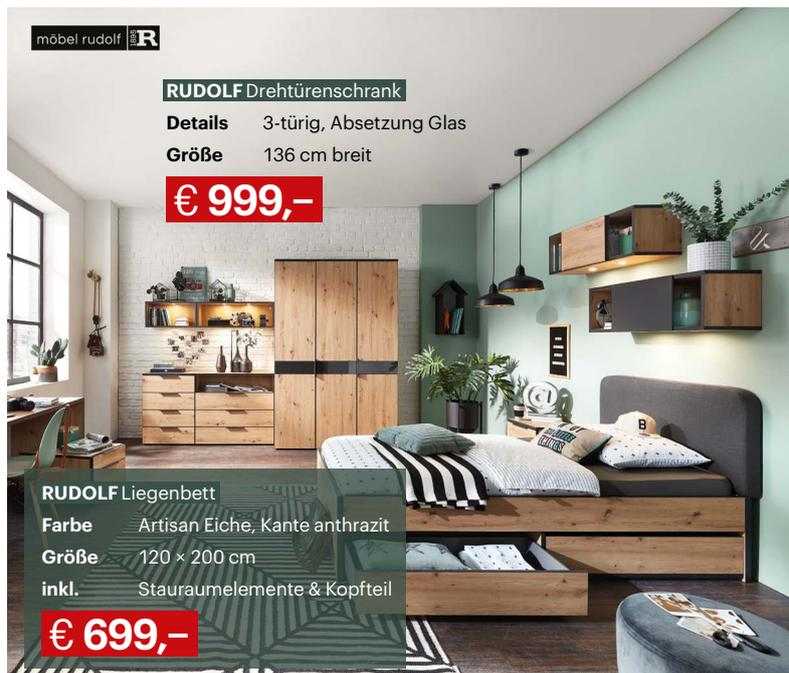 möbel rudolf 1895 R
RUDOLF Drehtürenschrank
Details 3-türig, Absetzung Glas
Größe 136 cm breit
€ 999,–
@
B
RUDOLF Liegenbett
Farbe Artisan Eiche, Kante anthrazit
Größe 120 × 200 cm
inkl. Stauraumelemente & Kopfteil
€ 699,–